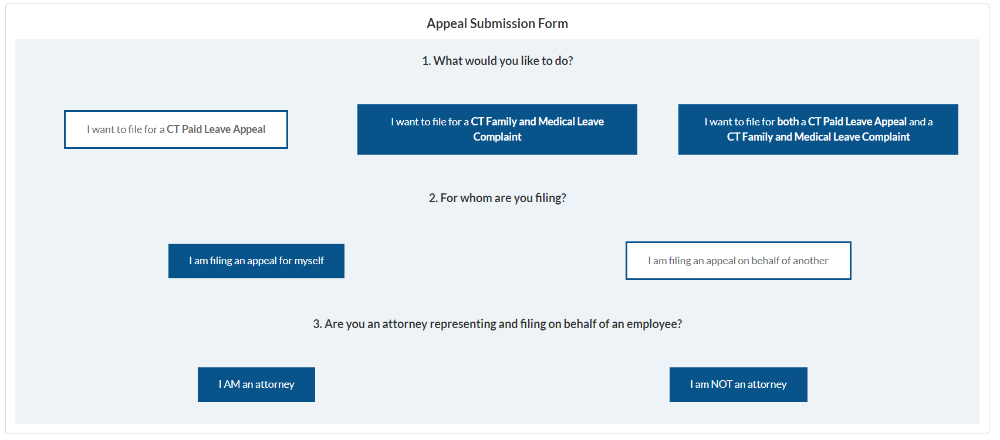 Appeal Submission Form
1. What would you like to do?
I want to file for a CT Paid Leave Appeal
I want to file for a CT Family and Medical Leave
Complaint
I want to file for both a CT Paid Leave Appeal and a
CT Family and Medical Leave Complaint
2. For whom are you filing?
I am filing an appeal for myself
I am filing an appeal on behalf of another
3. Are you an attorney representing and filing on behalf of an employee?
I AM an attorney
I am NOT an attorney